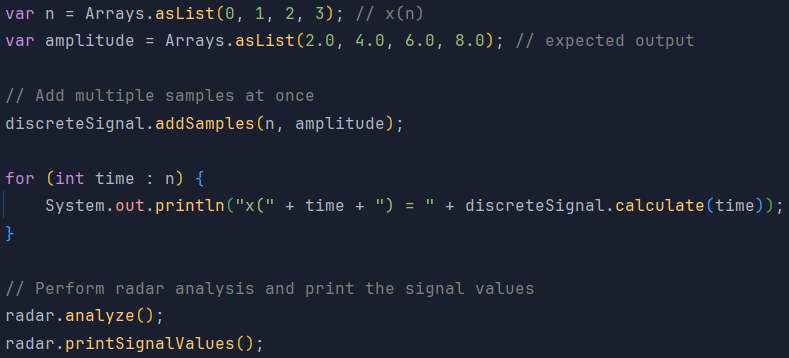 var n = Arrays.asList(0, 1, 2, 3); // x(n)
var amplitude = Arrays.asList(2.0, 4.0, 6.0, 8.0); // expected output
// Add multiple samples at once
discreteSignal.addSamples(n, amplitude);
for (int time : n) {
System.out.println("x(" + time + ") = " + discreteSignal.calculate(time));
}
// Perform radar analysis and print the signal values
radar.analyze();
radar.printSignalValues();